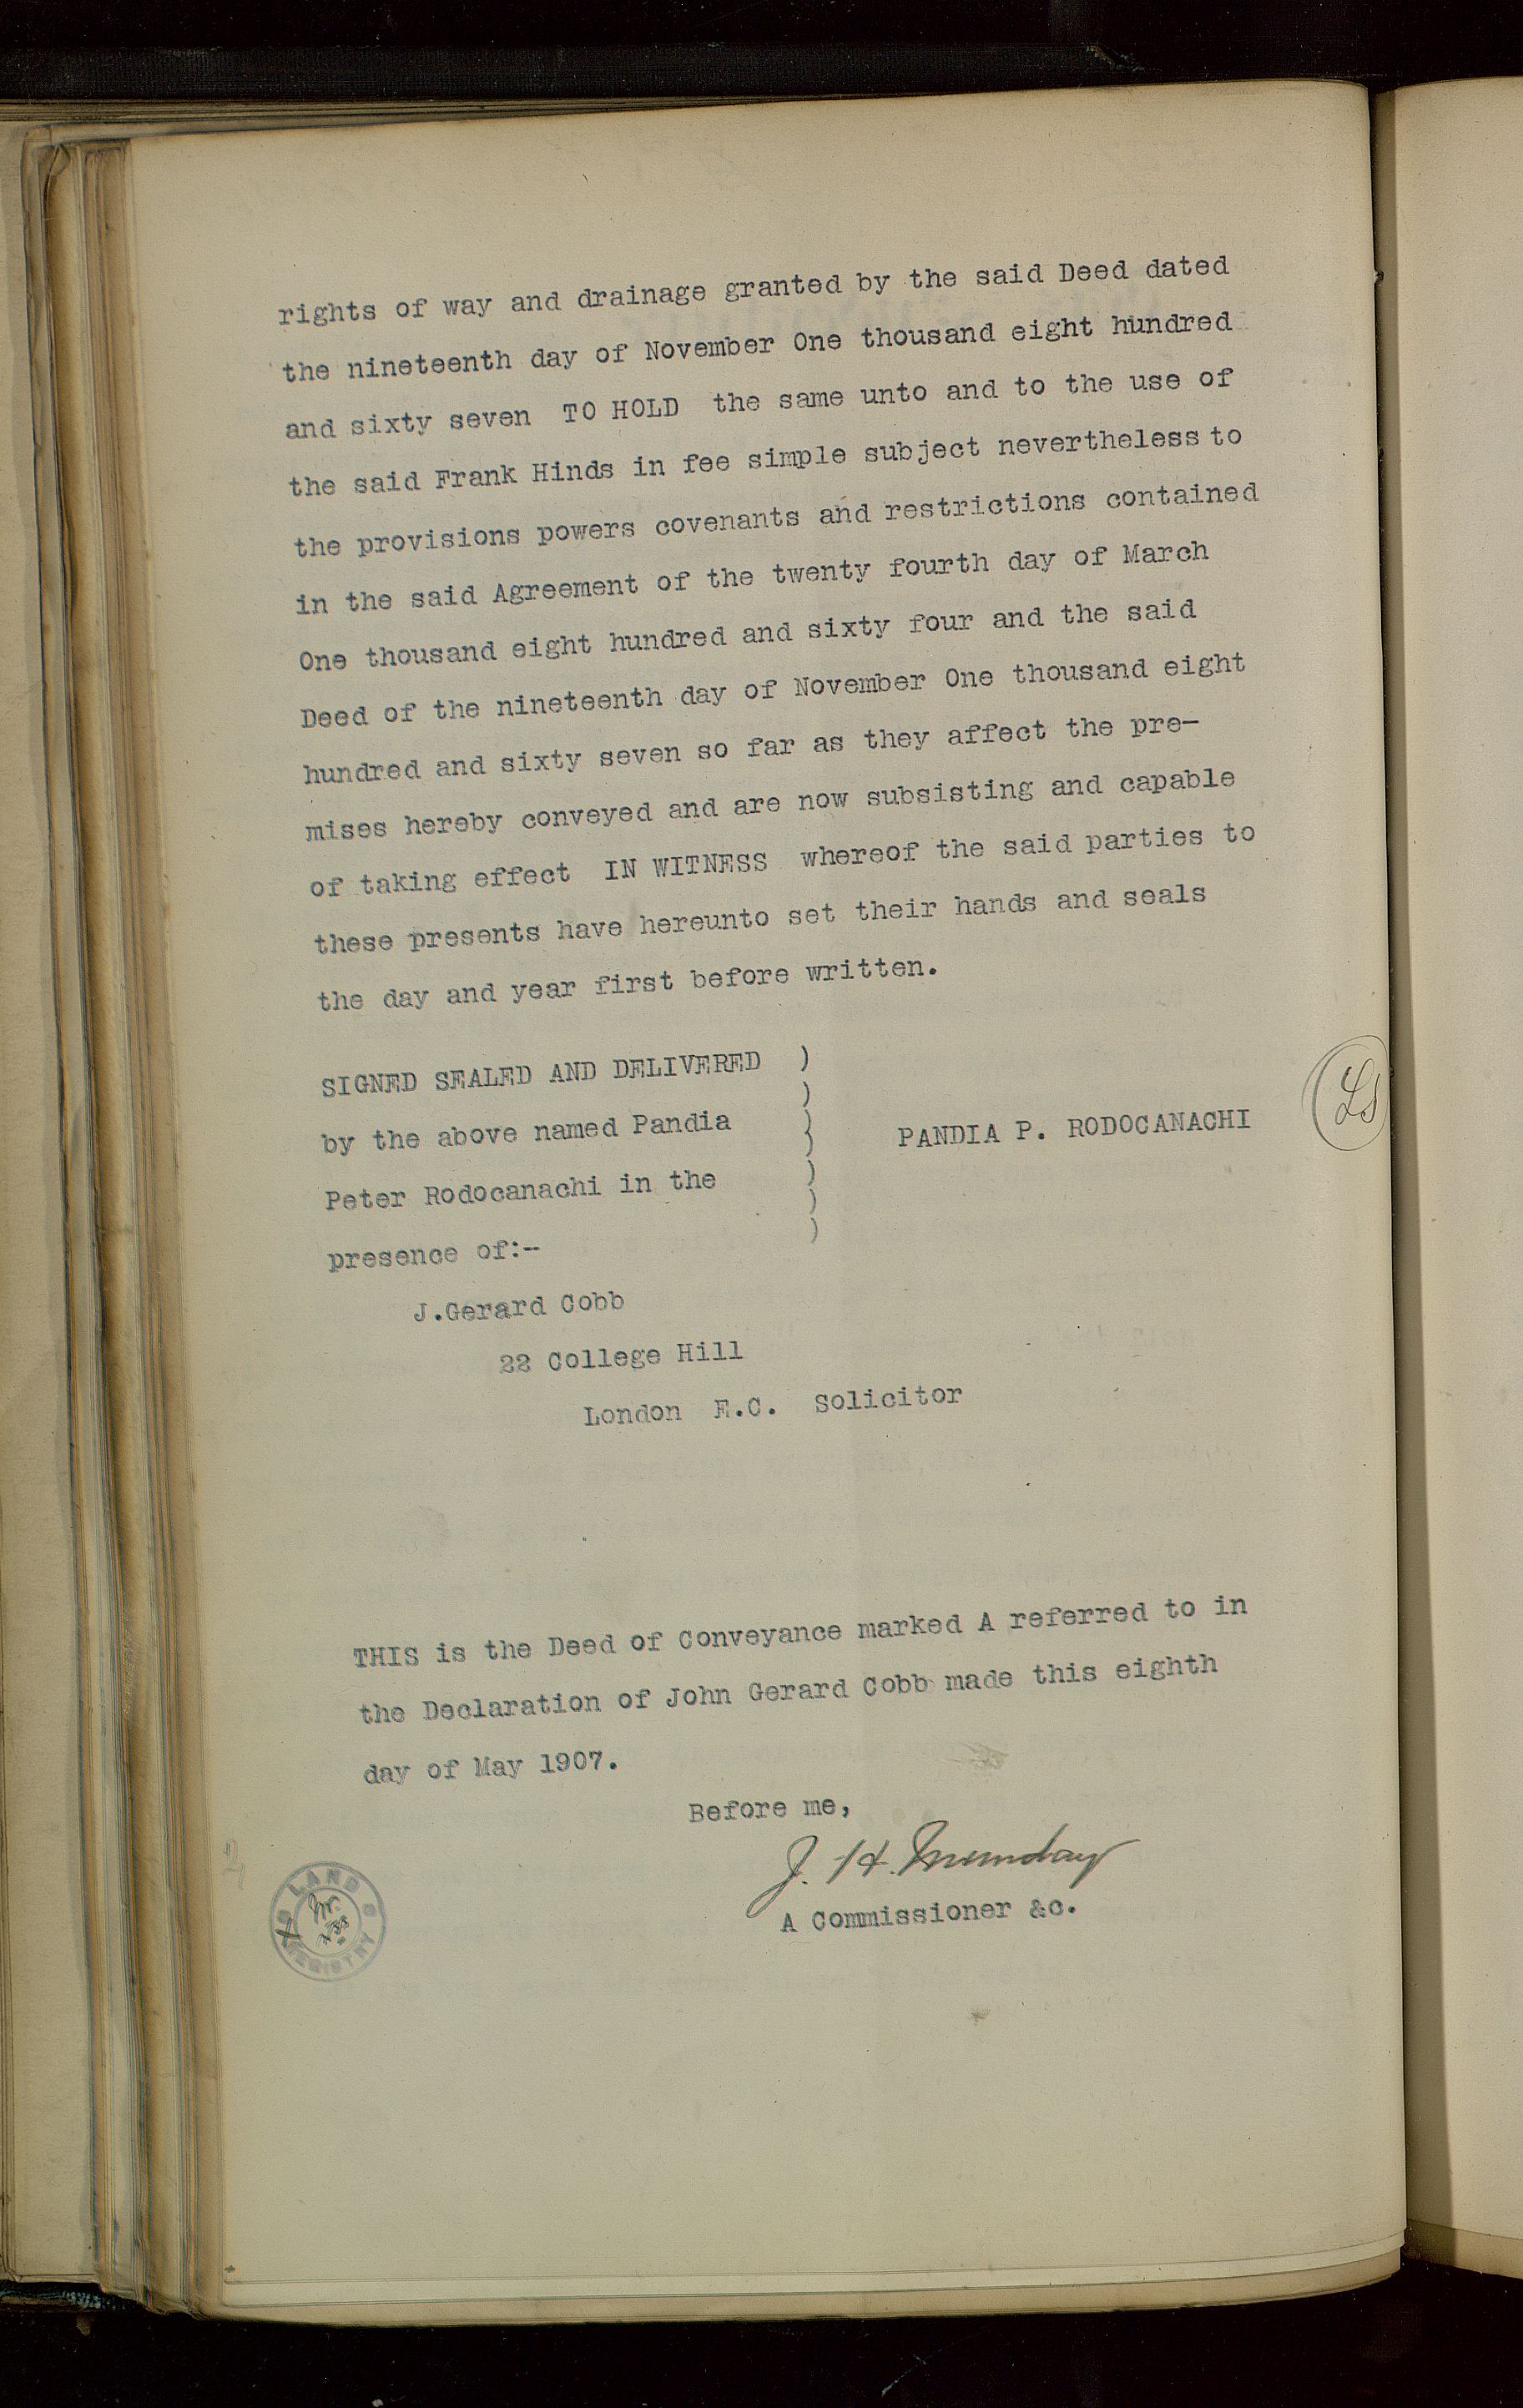 rights of way and drainage granted by the said Deed dated
the nineteenth day of November One thousand eight hundred
and sixty seven TO HOLD the same unto and to the use of
the said Frank Hinds in fee simple subject nevertheless to
the provisions powers covenants and restrictions contained
in the said Agreement of the twenty fourth day of March
One thousand eight hundred and sixty four and the said
Deed of the nineteenth day of November One thousand eight
hundred and sixty seven so far as they affect the pre-
mises hereby conveyed and are now subsisting and capable
of taking effect IN WITNESS whereof the said parties to
these presents have hereunto set their hands and seals
the day and year first before written.
SIGNED SEALED AND DELIVERED )
by the above named Pandia ) PANDIA P. RODOCANACHI LS
Peter Rodocanachi in the )
presence of:-
J.Gerard Cobb
22 College Hill
London E.C. Solicitor
THIS is the Deed of Conveyance marked A referred to in
the Declaration of John Gerard Cobb made this eighth
day of May 1907.
Before me,
J. H. Munday
A Commissioner &c.
LAND
REGISTRY